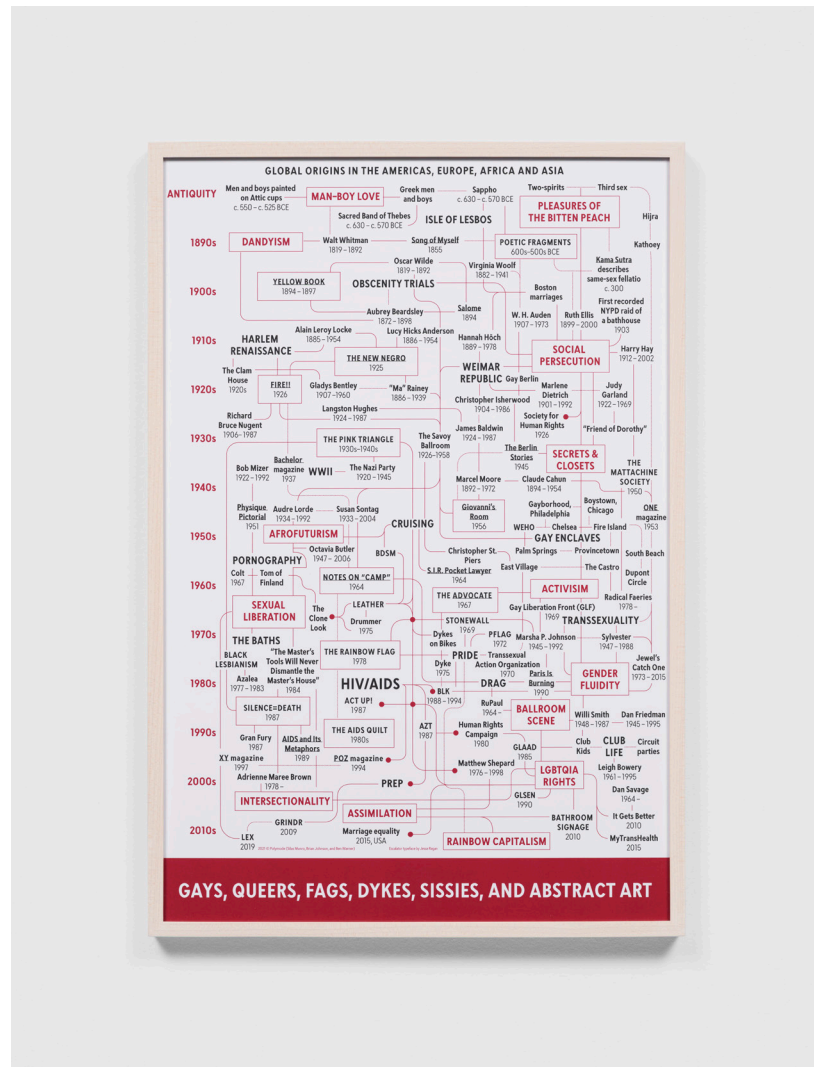 GLOBAL ORIGINS IN THE AMERICAS, EUROPE, AFRICA AND ASIA
ANTIQUITY
Men and boys painted
on Attic cups
c. 550 – c. 525 BCE
MAN–BOY LOVE
Greek men
and boys
Sappho
c. 630 – c. 570 BCE
Two-spirits
Third sex
PLEASURES OF
THE BITTEN PEACH
Sacred Band of Thebes
c. 630 – c. 570 BCE
ISLE OF LESBOS
Hijra
1890s
DANDYISM
Walt Whitman
1819 – 1892
Song of Myself
1855
POETIC FRAGMENTS
600s-500s BCE
Kathoey
Oscar Wilde
1819 – 1892
Virginia Woolf
1882 –1941
Kama Sutra
describes
same-sex fellatio
c. 300
1900s
YELLOW BOOK
1894 – 1897
OBSCENITY TRIALS
Boston
marriages
Aubrey Beardsley
1872 – 1898
Salome
1894
W. H. Auden
1907 –1973
Ruth Ellis
1899 – 2000
First recorded
NYPD raid of
a bathhouse
1903
1910s
HARLEM
RENAISSANCE
Alain Leroy Locke
1885 – 1954
Lucy Hicks Anderson
1886 – 1954
Hannah Höch
1889 – 1978
THE NEW NEGRO
1925
SOCIAL
PERSECUTION
Harry Hay
1912 – 2002
1920s
The Clam
House
1920s
FIRE!!
1926
Gladys Bentley
1907–1960
"Ma" Rainey
1886 – 1939
WEIMAR
REPUBLIC
Gay Berlin
Marlene
Dietrich
1901 – 1992
Judy
Garland
1922 – 1969
Christopher Isherwood
1904 – 1986
Langston Hughes
1924 – 1987
Richard
Bruce Nugent
1906 – 1987
Society for
Human Rights
1926
"Friend of Dorothy"
1930s
THE PINK TRIANGLE
1930s–1940s
The Savoy
Ballroom
1926–1958
James Baldwin
1924 – 1987
The Berlin
Stories
1945
SECRETS &
CLOSETS
Bob Mizer
1922 – 1992
Bachelor
magazine
1937
WWII
The Nazi Party
1920 – 1945
THE
MATTACHINE
SOCIETY
1950
1940s
Marcel Moore
1892 – 1972
Claude Cahun
1894 – 1954
Physique
Pictorial
1951
Audre Lorde
1934 – 1992
Susan Sontag
1933 – 2004
Giovanni's
Room
1956
Gayborhood,
Philadelphia
Boystown,
Chicago
ONE
magazine
1953
1950s
AFROFUTURISM
CRUISING
WEHO
Chelsea
Fire Island
GAY ENCLAVES
Octavia Butler
1947 – 2006
BDSM
Christopher St.
Piers
Palm Springs
Provincetown
South Beach
PORNOGRAPHY
Colt
1967
Tom of
Finland
S.I.R. Pocket Lawyer
1964
East Village
The Castro
Dupont
Circle
1960s
NOTES ON "CAMP"
1964
THE ADVOCATE
1967
ACTIVISM
Radical Faeries
1978 –
SEXUAL
LIBERATION
The
Clone
Look
LEATHER
Drummer
1975
Gay Liberation Front (GLF)
1969
TRANSSEXUALITY
STONEWALL
1969
1970s
THE BATHS
Dykes
on Bikes
PFLAG
1972
Marsha P. Johnson
1945 – 1992
Sylvester
1947 – 1988
BLACK
LESBIANISM
"The Master's
Tools Will Never
Dismantle the
Master's House"
1984
THE RAINBOW FLAG
1978
PRIDE
Transsexual
Action Organization
1970
Dyke
1975
Paris Is
Burning
1990
GENDER
FLUIDITY
Jewel's
Catch One
1973 – 2015
Azalea
1977 – 1983
1980s
HIV/AIDS
DRAG
BLK
1988 – 1994
SILENCE=DEATH
1987
ACT UP!
1987
RuPaul
1964 –
BALLROOM
SCENE
Willi Smith
1948 – 1987
Dan Friedman
1945 – 1995
1990s
THE AIDS QUILT
1980s
AZT
1987
Human Rights
Campaign
1980
Gran Fury
1987
AIDS and Its
Metaphors
1989
GLAAD
1985
Club
Kids
CLUB
LIFE
Circuit
parties
XY magazine
1997
POZ magazine
1994
Matthew Shepard
1976 – 1998
LGBTQIA
RIGHTS
Leigh Bowery
1961 – 1995
2000s
Adrienne Maree Brown
1978 –
PREP
Dan Savage
1964 –
INTERSECTIONALITY
GLSEN
1990
ASSIMILATION
It Gets Better
2010
BATHROOM
SIGNAGE
2010
2010s
GRINDR
2009
LEX
2019
Marriage equality
2015, USA
RAINBOW CAPITALISM
MyTransHealth
2015
GAYS, QUEERS, FAGS, DYKES, SISSIES, AND ABSTRACT ART